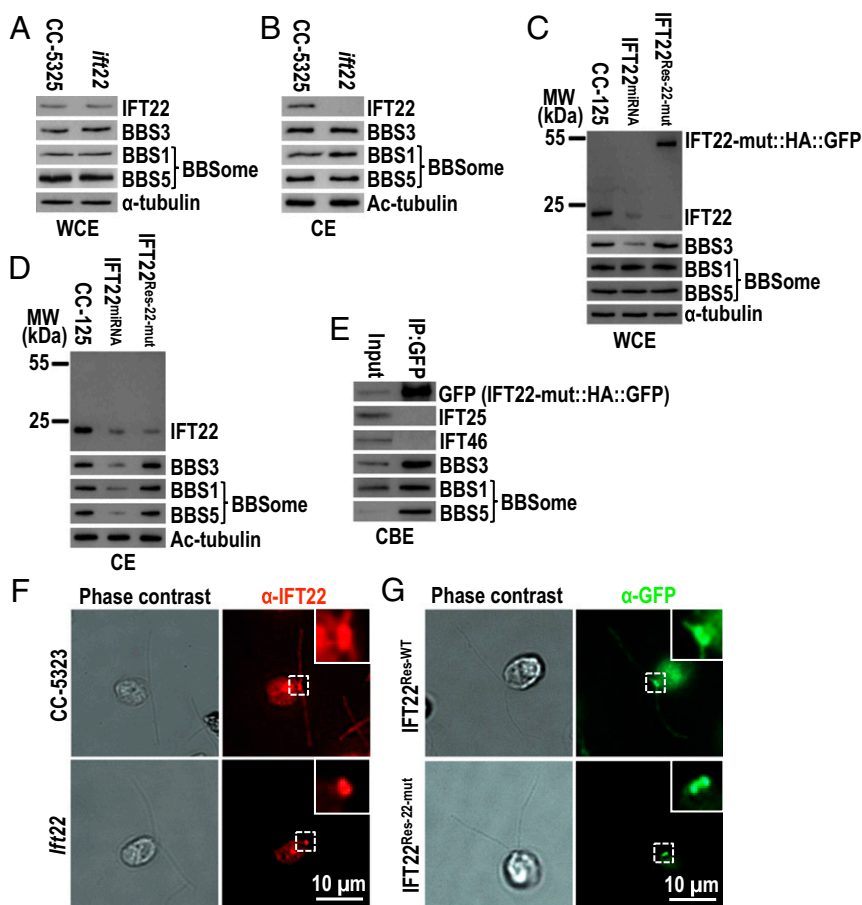 A
CC-5325
ift22
IFT22
BBS3
BBS1
BBS5
BBSome
α-tubulin
WCE
B
CC-5325
ift22
IFT22
BBS3
BBS1
BBS5
BBSome
Ac-tubulin
CE
C
MW
(kDa)
CC-125
IFT22miRNA
IFT22Res-22-mut
55
IFT22-mut::HA::GFP
25
IFT22
BBS3
BBS1
BBS5
BBSome
α-tubulin
WCE
D
MW
(kDa)
CC-125
IFT22miRNA
IFT22Res-22-mut
55
25
IFT22
BBS3
BBS1
BBS5
BBSome
Ac-tubulin
CE
E
Input
IP:GFP
GFP (IFT22-mut::HA::GFP)
IFT25
IFT46
BBS3
BBS1
BBS5
BBSome
CBE
F
Phase contrast
α-IFT22
CC-5323
Ift22
10 μm
G
Phase contrast
α-GFP
IFT22Res-WT
IFT22Res-22-mut
10 μm